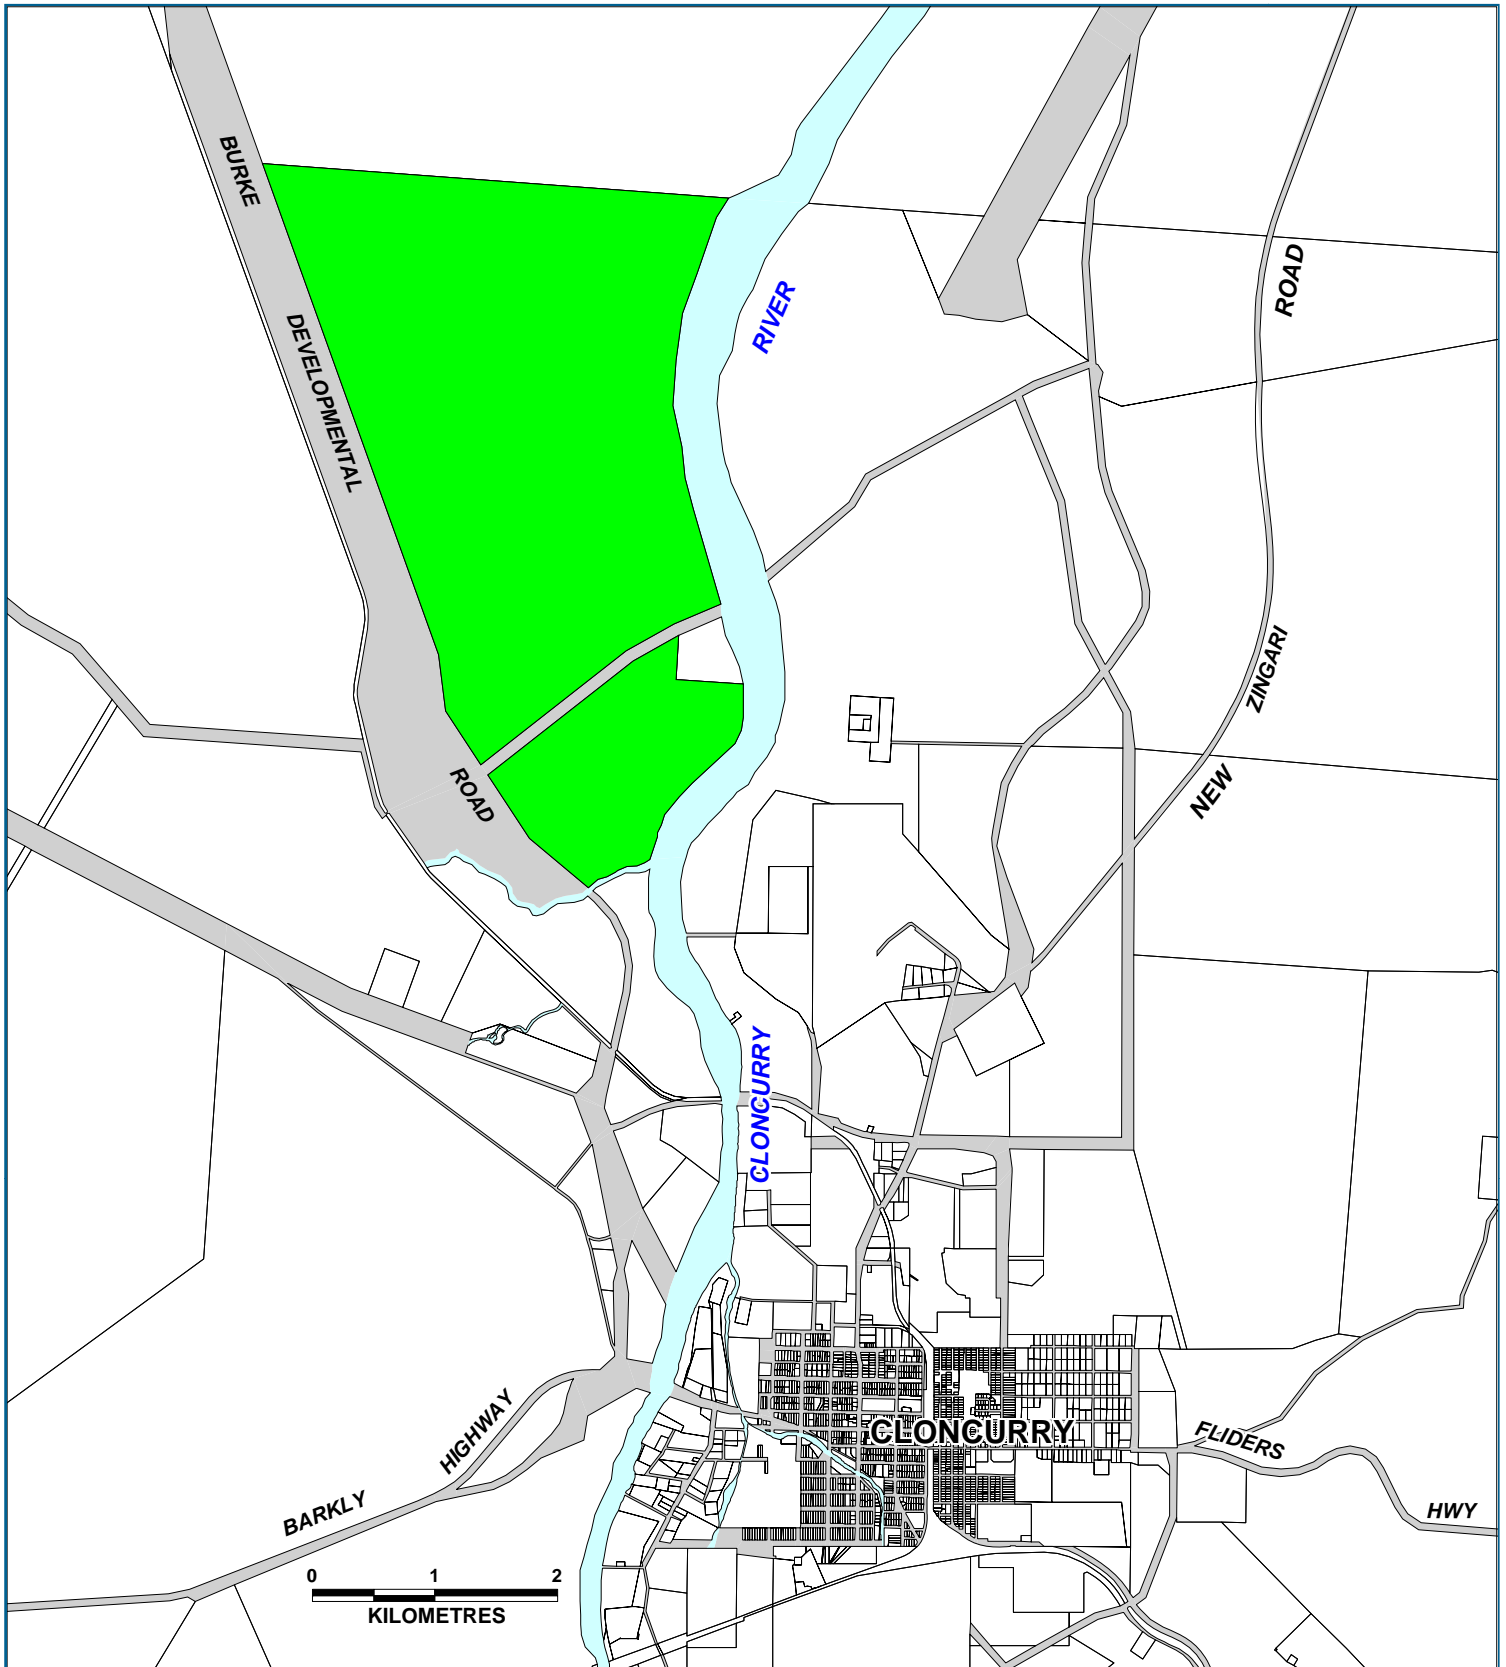 BURKE
DEVELOPMENTAL
ROAD
RIVER
ROAD
ZINGARI
NEW
CLONCURRY
CLONCURRY
HIGHWAY
BARKLY
FLIDERS
HWY
0 1 2
KILOMETRES